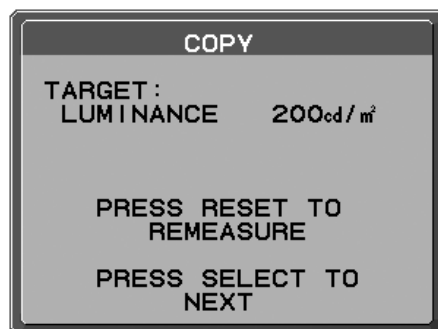 COPY
TARGET:
LUMINANCE 200cd/㎡
PRESS RESET TO
REMEASURE
PRESS SELECT TO
NEXT